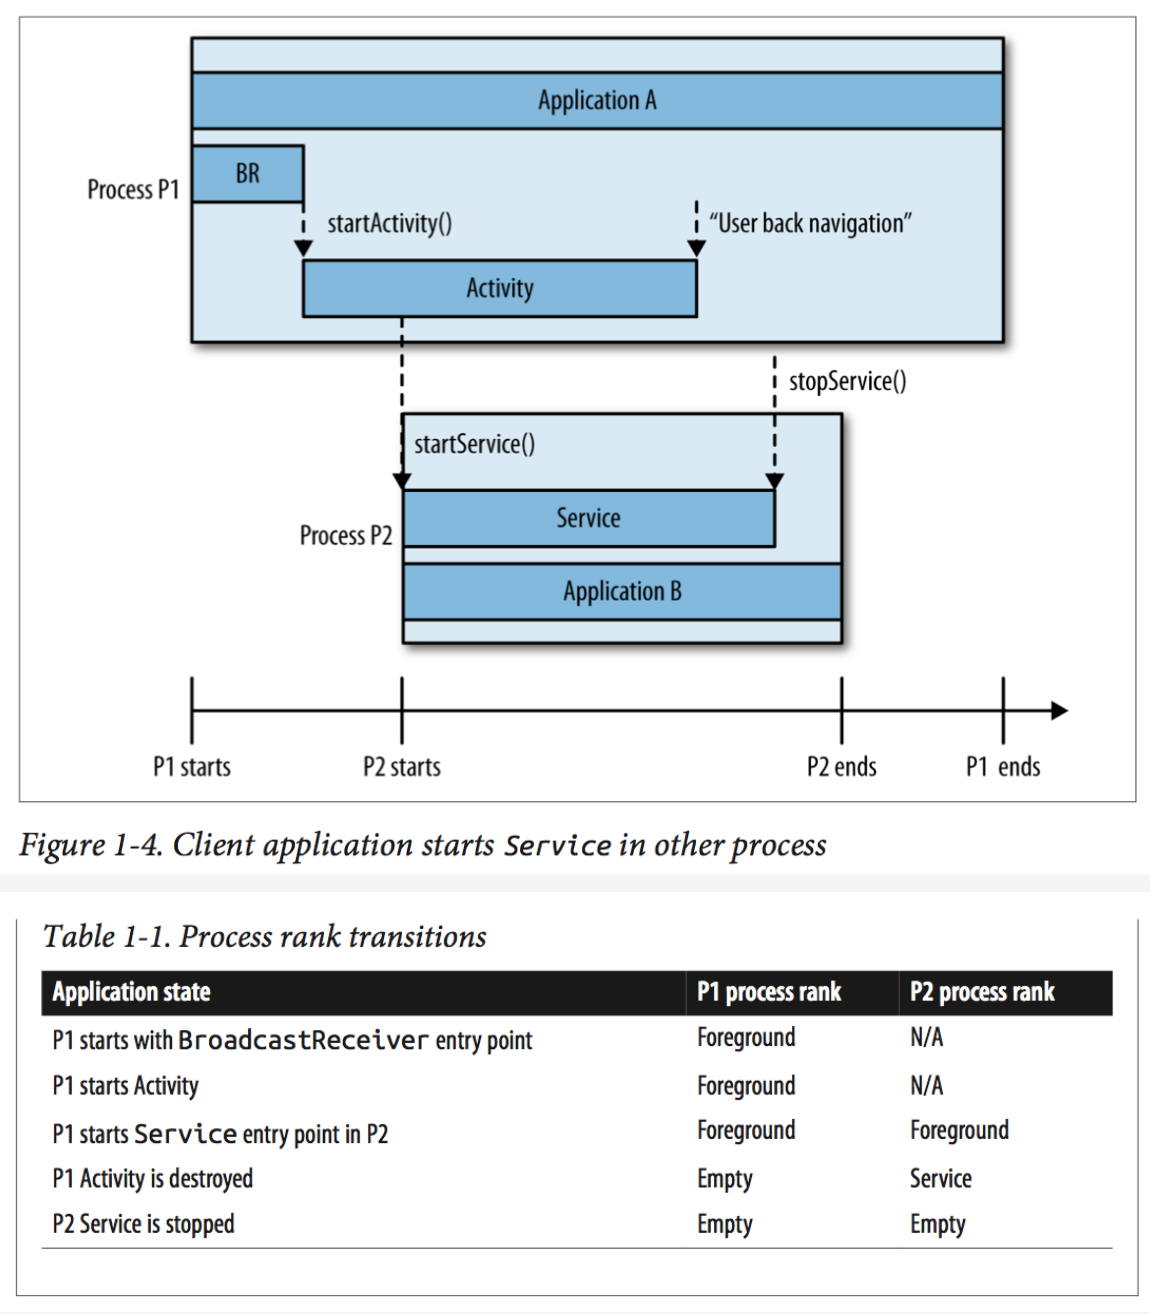 Application A
BR
Process P1
startActivity()
“User back navigation”
Activity
stopService()
startService()
Service
Process P2
Application B
P1 starts
P2 starts
P2 ends
P1 ends
Figure 1-4. Client application starts Service in other process
Table 1-1. Process rank transitions
Application state P1 process rank P2 process rank
P1 starts with BroadcastReceiver entry point Foreground N/A
P1 starts Activity Foreground N/A
P1 starts Service entry point in P2 Foreground Foreground
P1 Activity is destroyed Empty Service
P2 Service is stopped Empty Empty